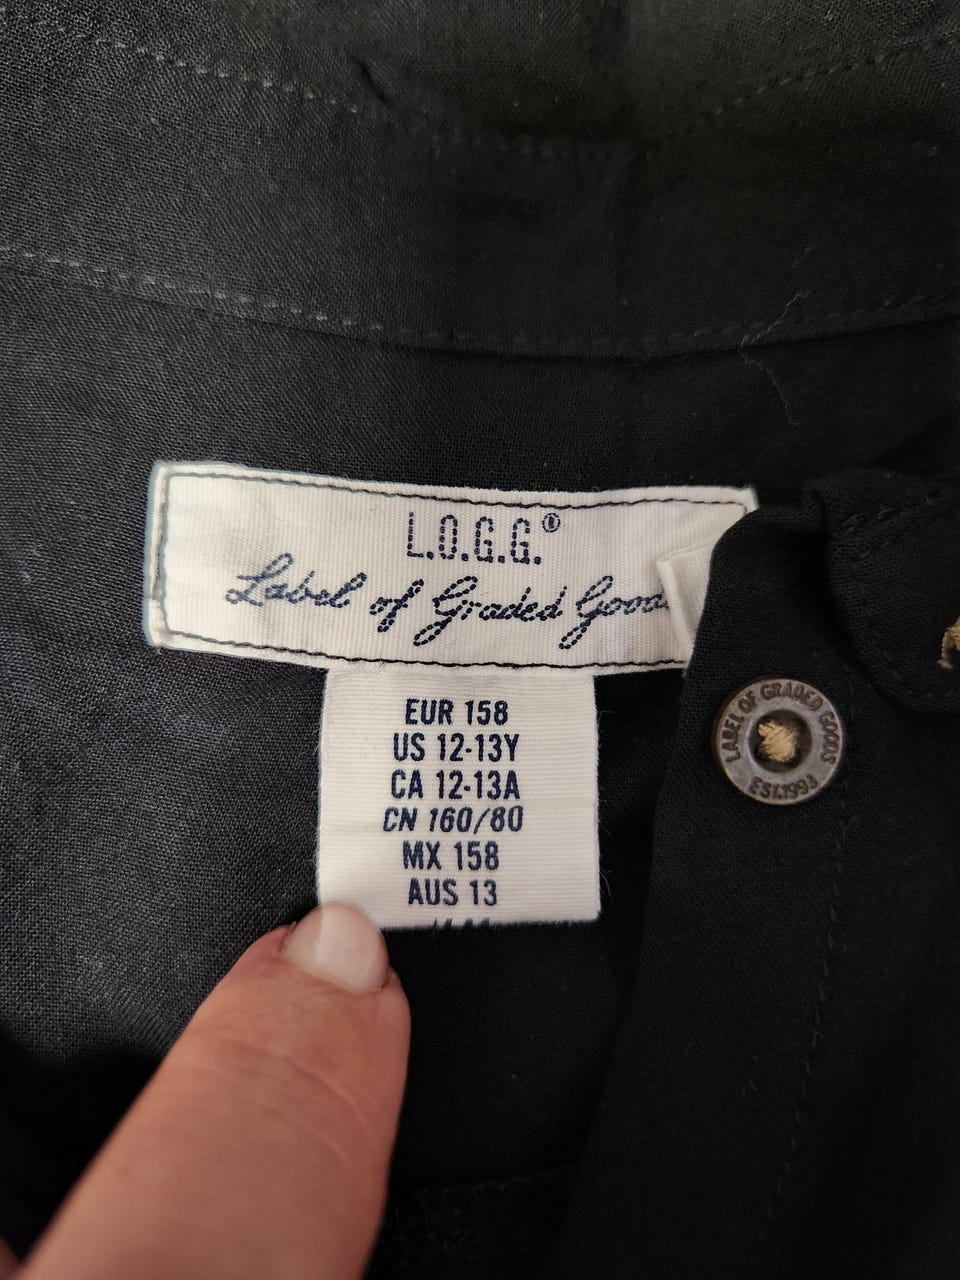 L.O.G.G.®
Label of Graded
EUR 158
US 12-13Y
CA 12-13A
CN 160/80
MX 158
AUS 13
LABEL OF GRADED GOODS
EST.1993